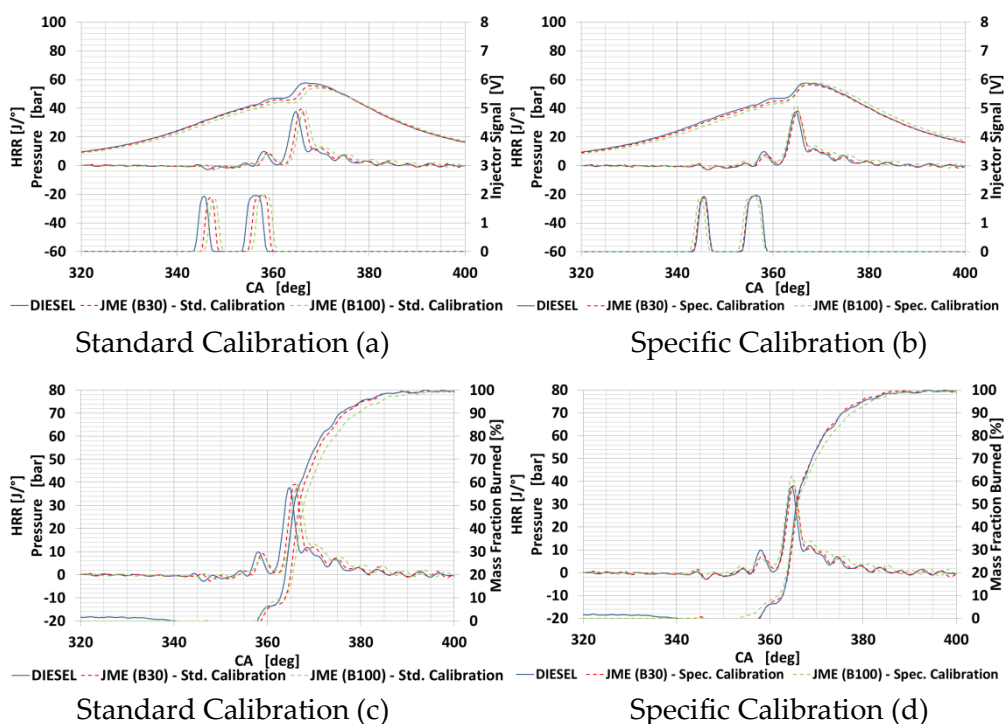 100
80
60
40
20
0
-20
-40
-60
HRR [J/°]
Pressure [bar]
8
7
6
5
4
3
2
1
0
Injector Signal [V]
320 340 360 380 400
CA [deg]
DIESEL JME (B30) - Std. Calibration JME (B100) - Std. Calibration
Standard Calibration (a)
100
80
60
40
20
0
-20
-40
-60
HRR [J/°]
Pressure [bar]
8
7
6
5
4
3
2
1
0
Injector Signal [V]
320 340 360 380 400
CA [deg]
DIESEL JME (B30) - Spec. Calibration JME (B100) - Spec. Calibration
Specific Calibration (b)
80
70
60
50
40
30
20
10
0
-10
-20
HRR [J/°]
Pressure [bar]
100
90
80
70
60
50
40
30
20
10
0
Mass Fraction Burned [%]
320 340 360 380 400
CA [deg]
DIESEL JME (B30) - Std. Calibration JME (B100) - Std. Calibration
Standard Calibration (c)
80
70
60
50
40
30
20
10
0
-10
-20
HRR [J/°]
Pressure [bar]
100
90
80
70
60
50
40
30
20
10
0
Mass Fraction Burned [%]
320 340 360 380 400
CA [deg]
DIESEL JME (B30) - Spec. Calibration JME (B100) - Spec. Calibration
Specific Calibration (d)